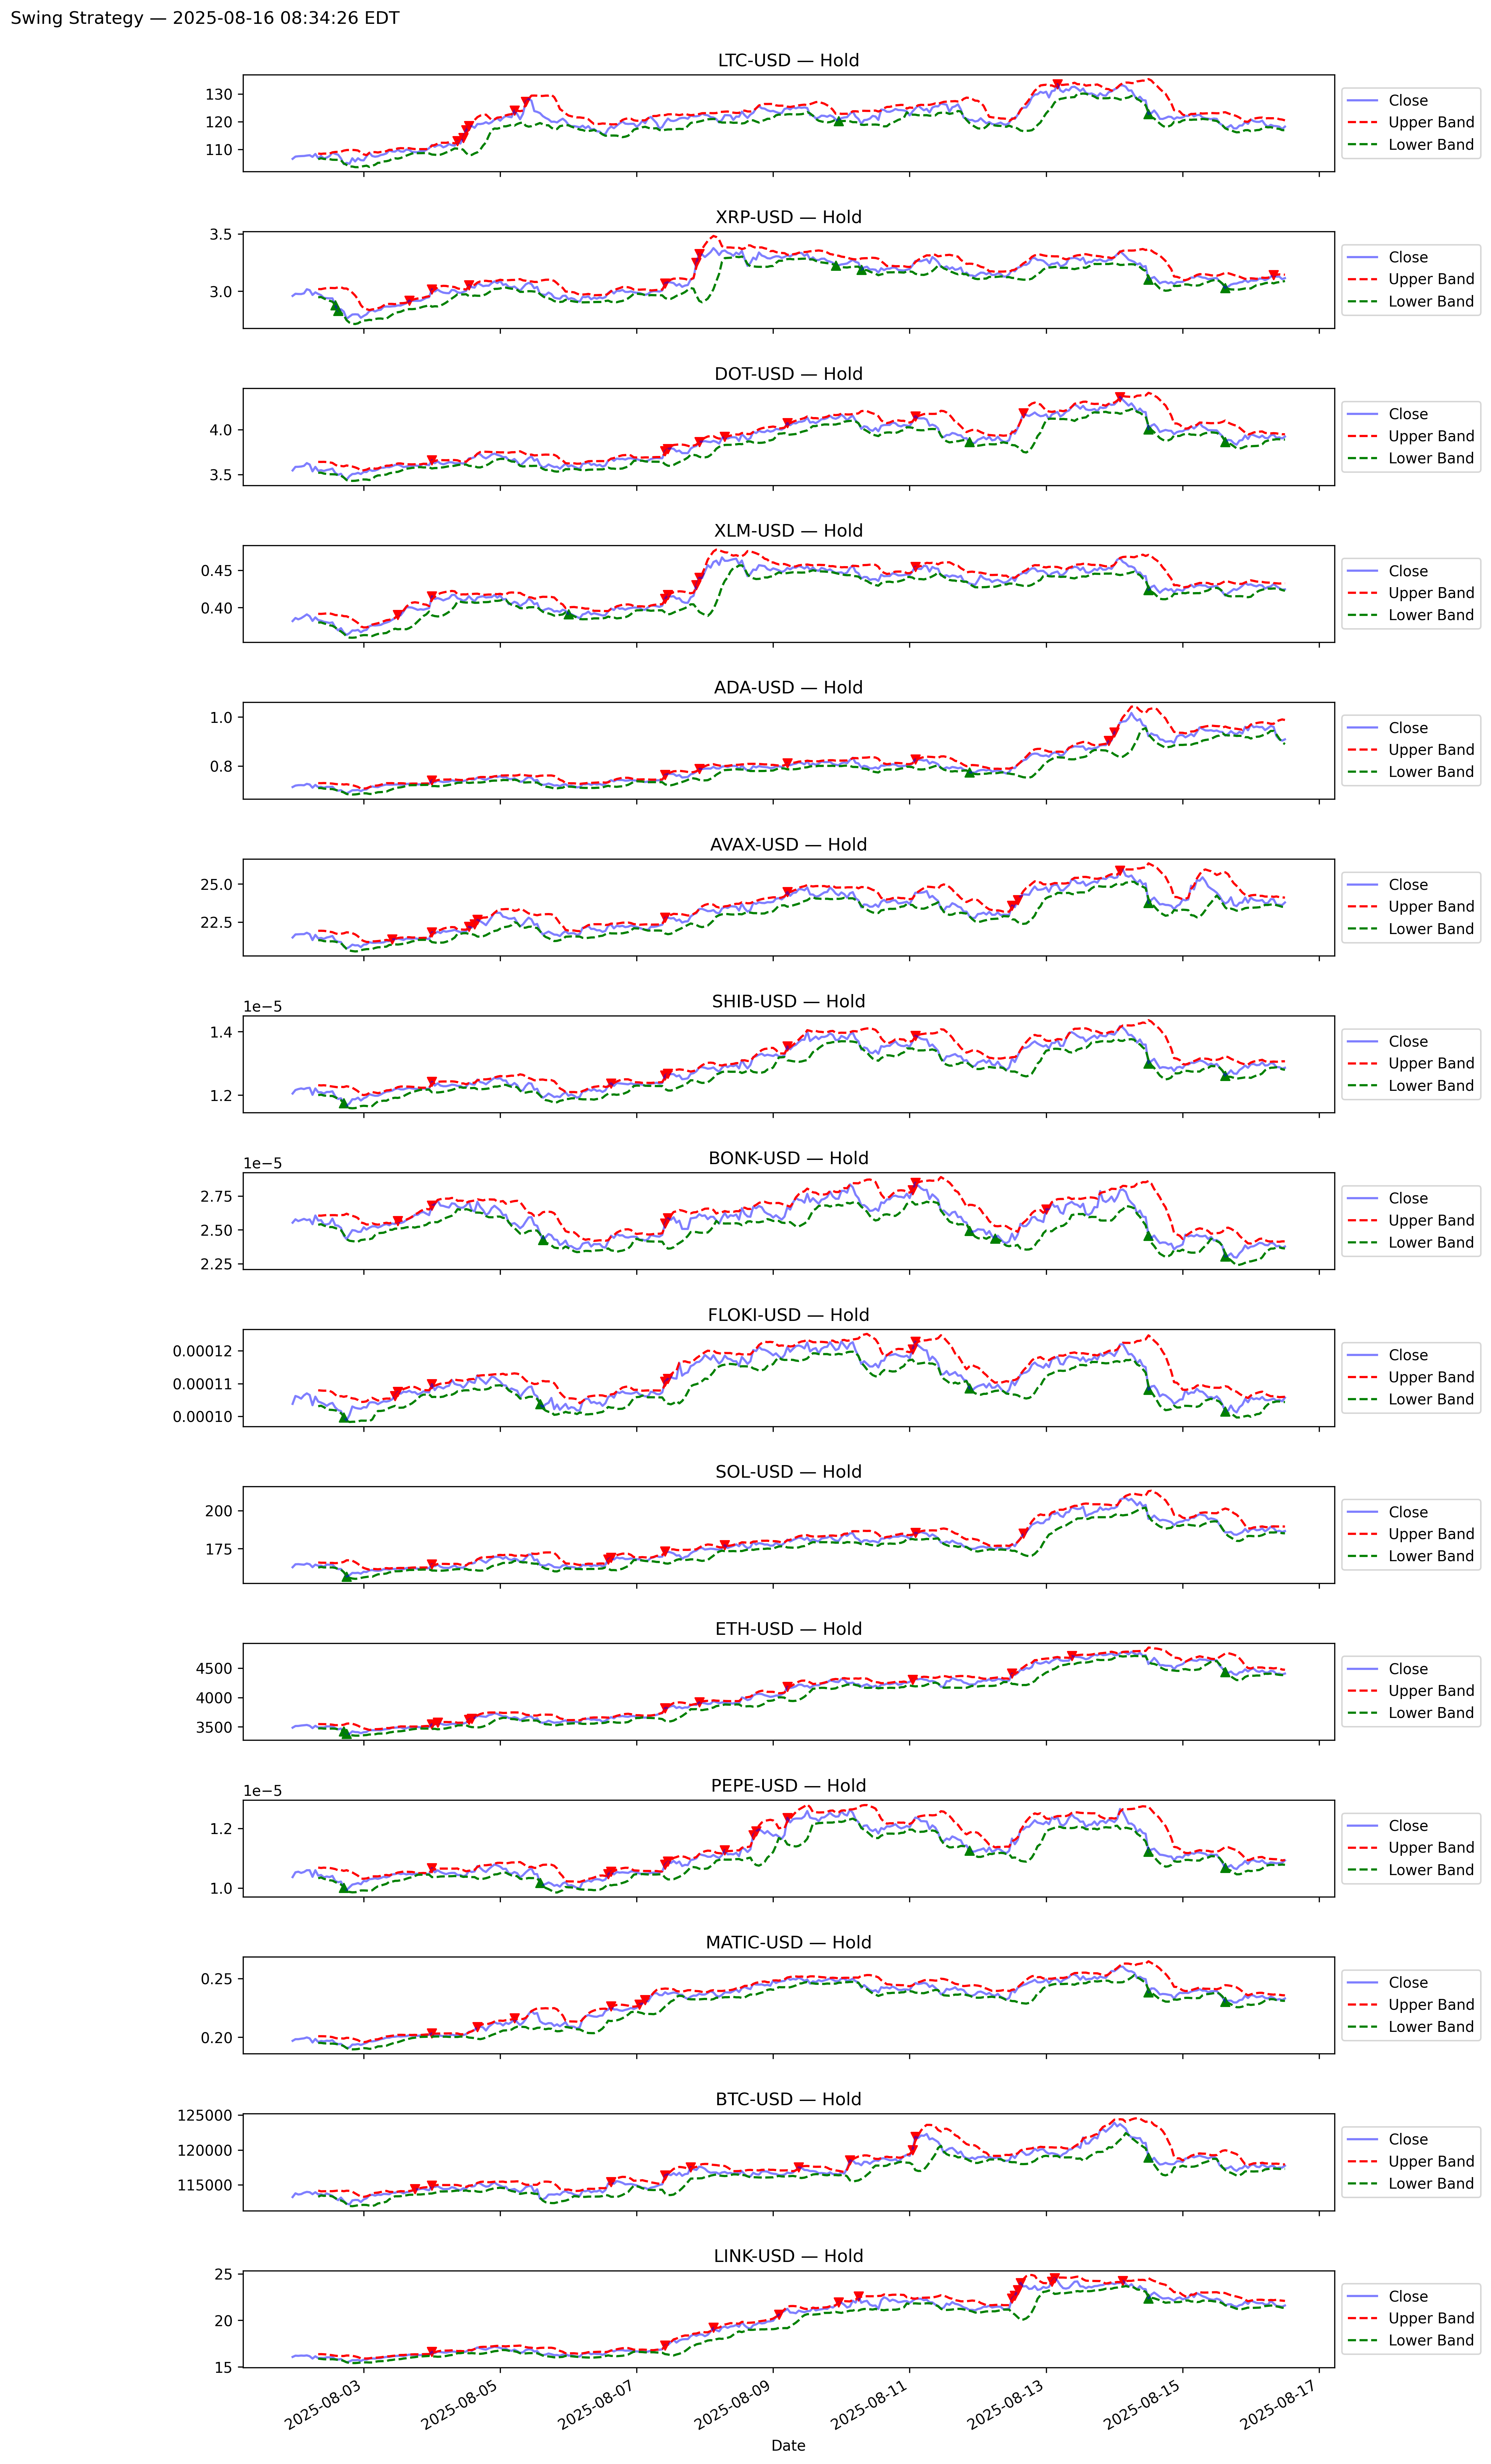 Swing Strategy — 2025-08-16 08:34:26 EDT
LTC-USD — Hold
130
120
110
Close
Upper Band
Lower Band
XRP-USD — Hold
3.5
3.0
Close
Upper Band
Lower Band
DOT-USD — Hold
4.0
3.5
Close
Upper Band
Lower Band
XLM-USD — Hold
0.45
0.40
Close
Upper Band
Lower Band
ADA-USD — Hold
1.0
0.8
Close
Upper Band
Lower Band
AVAX-USD — Hold
25.0
22.5
Close
Upper Band
Lower Band
SHIB-USD — Hold
1e−5
1.4
1.2
Close
Upper Band
Lower Band
BONK-USD — Hold
1e−5
2.75
2.50
2.25
Close
Upper Band
Lower Band
FLOKI-USD — Hold
0.00012
0.00011
0.00010
Close
Upper Band
Lower Band
SOL-USD — Hold
200
175
Close
Upper Band
Lower Band
ETH-USD — Hold
4500
4000
3500
Close
Upper Band
Lower Band
PEPE-USD — Hold
1e−5
1.2
1.0
Close
Upper Band
Lower Band
MATIC-USD — Hold
0.25
0.20
Close
Upper Band
Lower Band
BTC-USD — Hold
125000
120000
115000
Close
Upper Band
Lower Band
LINK-USD — Hold
25
20
15
Close
Upper Band
Lower Band
2025-08-03
2025-08-05
2025-08-07
2025-08-09
2025-08-11
2025-08-13
2025-08-15
2025-08-17
Date